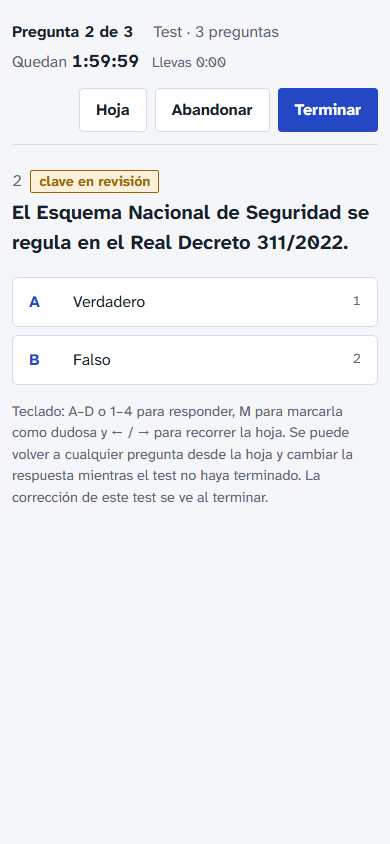 Pregunta 2 de 3 Test · 3 preguntas
Quedan 1:59:59 Llevas 0:00
Hoja Abandonar Terminar
2 clave en revisión
El Esquema Nacional de Seguridad se
regula en el Real Decreto 311/2022.
A Verdadero 1
B Falso 2
Teclado: A–D o 1–4 para responder, M para marcarla
como dudosa y ← / → para recorrer la hoja. Se puede
volver a cualquier pregunta desde la hoja y cambiar la
respuesta mientras el test no haya terminado. La
corrección de este test se ve al terminar.